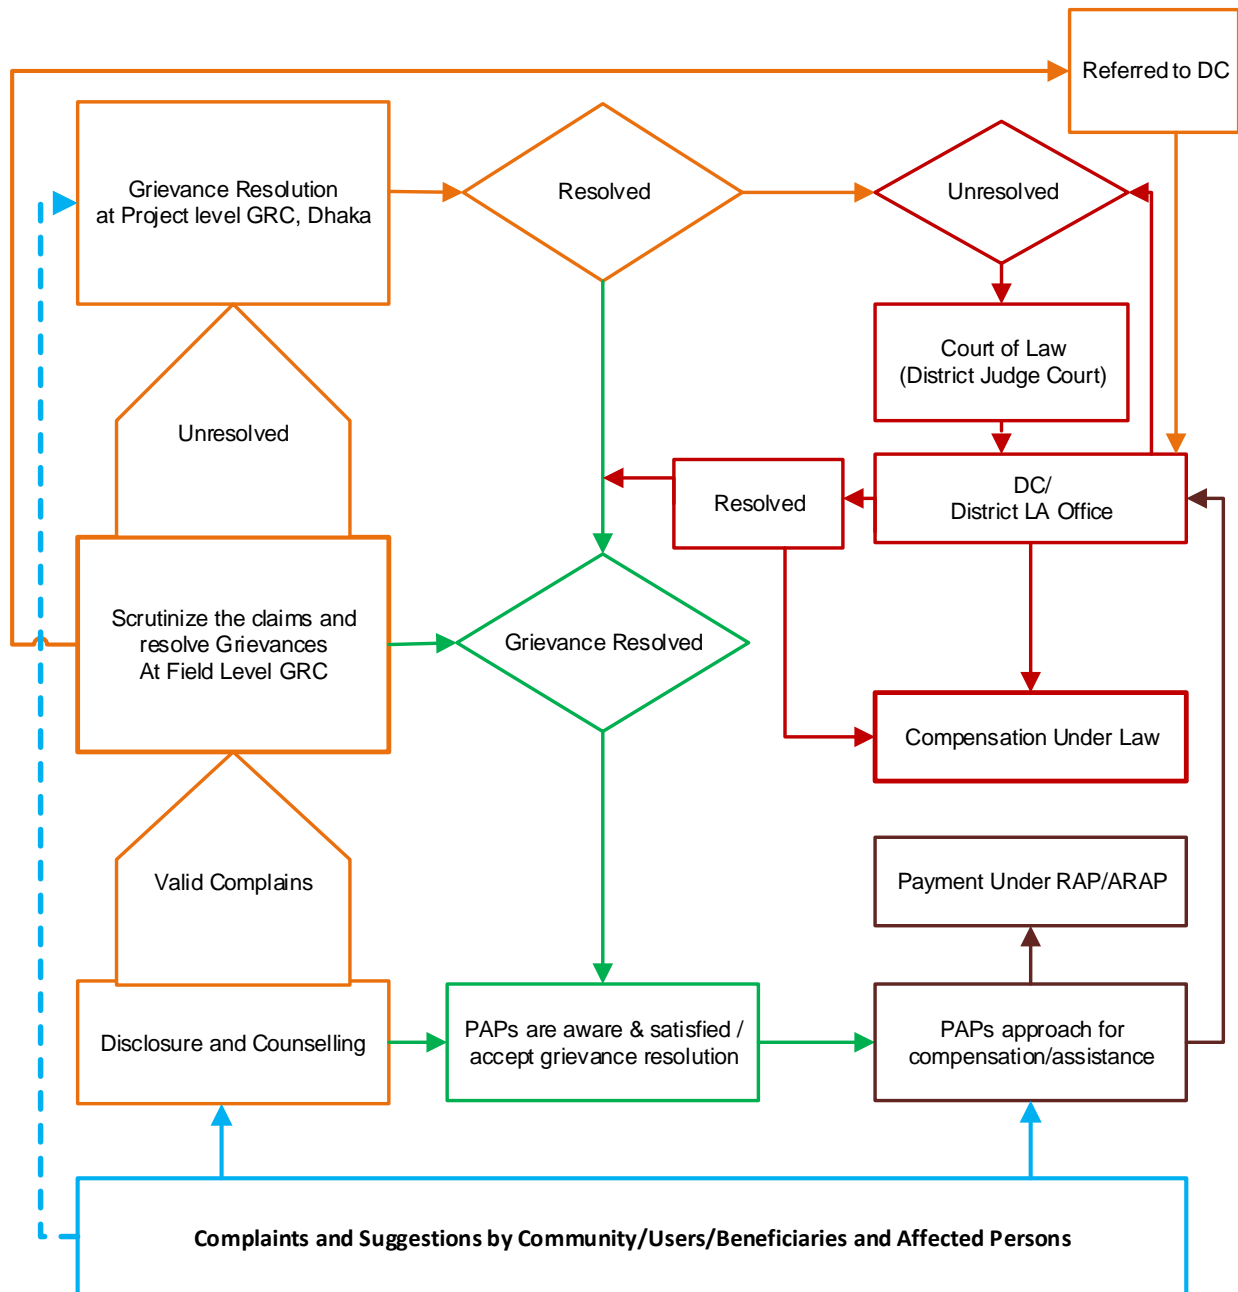 Referred to DC
Grievance Resolution
at Project level GRC, Dhaka
Resolved
Unresolved
Court of Law
(District Judge Court)
Unresolved
DC/
District LA Office
Resolved
Scrutinize the claims and
resolve Grievances
At Field Level GRC
Grievance Resolved
Compensation Under Law
Valid Complains
Payment Under RAP/ARAP
Disclosure and Counselling
PAPs are aware & satisfied /
accept grievance resolution
PAPs approach for
compensation/assistance
Complaints and Suggestions by Community/Users/Beneficiaries and Affected Persons